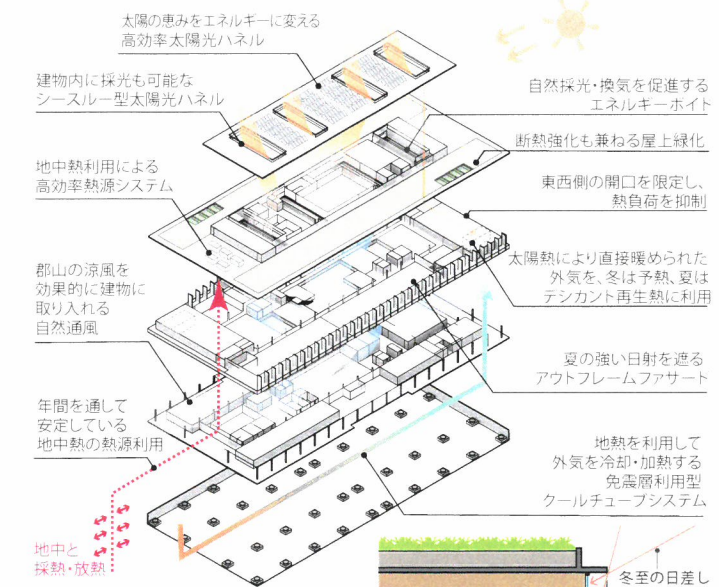 太陽の恵みをエネルギーに変える
高効率太陽光ハネル
建物内に採光も可能な
シースルー型太陽光ハネル
地中熱利用による
高効率熱源システム
郡山の涼風を
効果的に建物に
取り入れる
自然通風
年間を通して
安定している
地中熱の熱源利用
地中と
採熱・放熱
自然採光・換気を促進する
エネルギーホイト
断熱強化も兼ねる屋上緑化
東西側の開口を限定し、
熱負荷を抑制
太陽熱により直接暖められた
外気を、冬は予熱、夏は
テシカント再生熱に利用
夏の強い日射を遮る
アウトフレームファサート
地熱を利用して
外気を冷却・加熱する
免震層利用型
クールチューブシステム
冬至の日差し